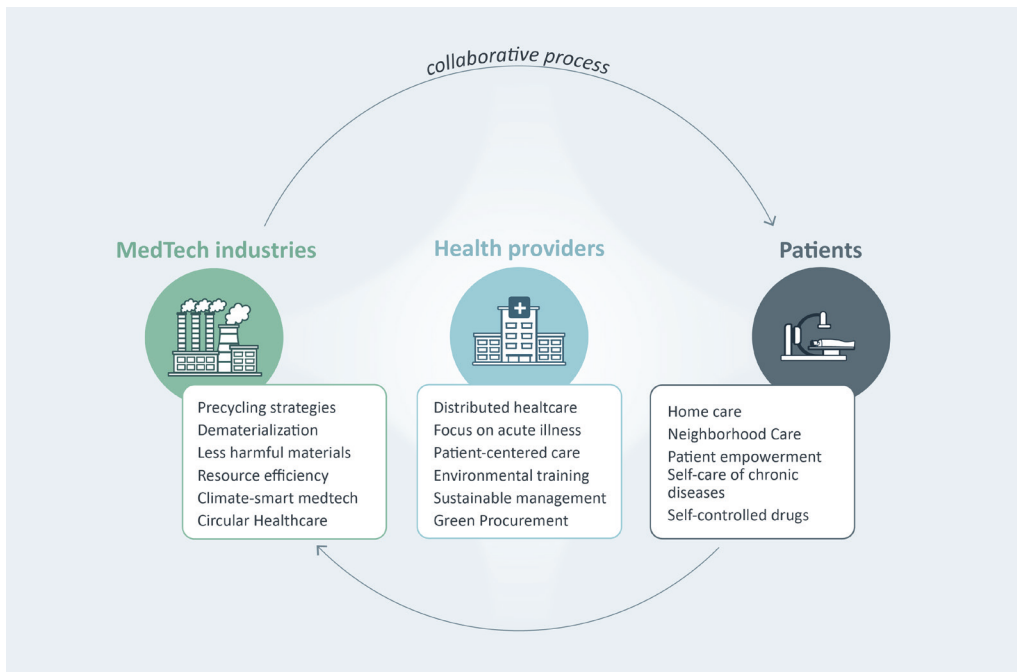 collaborative process
MedTech industries
Precycling strategies
Dematerialization
Less harmful materials
Resource efficiency
Climate-smart medtech
Circular Healthcare
Health providers
Distributed healtcare
Focus on acute illness
Patient-centered care
Environmental training
Sustainable management
Green Procurement
Patients
Home care
Neighborhood Care
Patient empowerment
Self-care of chronic
diseases
Self-controlled drugs